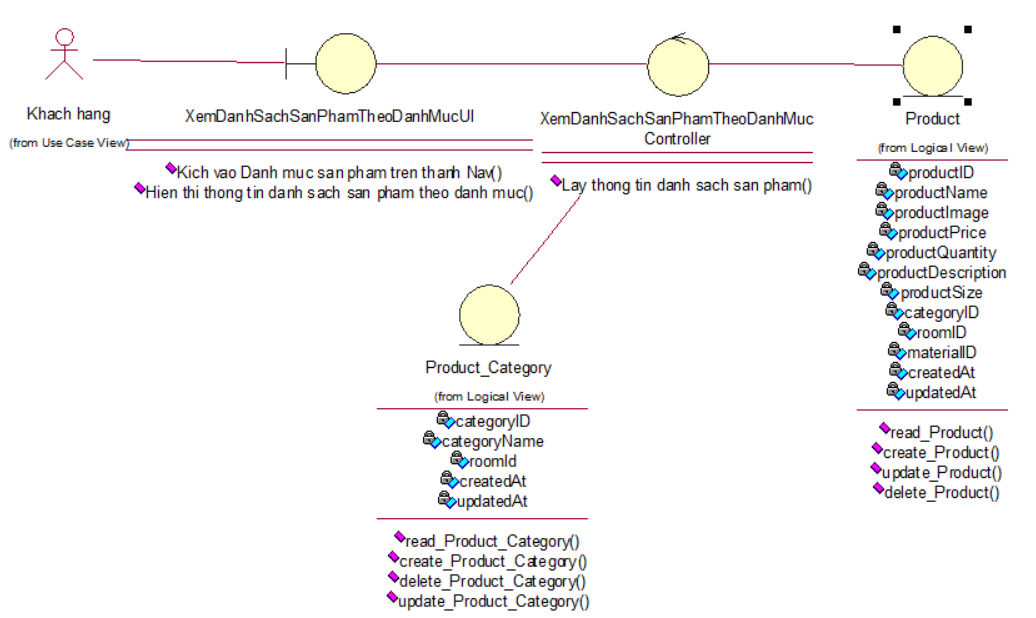 Khach hang
(from Use Case View)
XemDanhSachSanPhamTheoDanhMucUI
Kich vao Danh muc san pham tren thanh Nav()
Hien thi thong tin danh sach san pham theo danh muc()
XemDanhSachSanPhamTheoDanhMuc
Controller
Lay thong tin danh sach san pham()
Product
(from Logical View)
productID
productName
productImage
productPrice
productQuantity
productDescription
productSize
categoryID
roomID
materialID
createdAt
updatedAt
read_Product()
create_Product()
update_Product()
delete_Product()
Product_Category
(from Logical View)
categoryID
categoryName
roomId
createdAt
updatedAt
read_Product_Category()
create_Product_Category()
delete_Product_Category()
update_Product_Category()